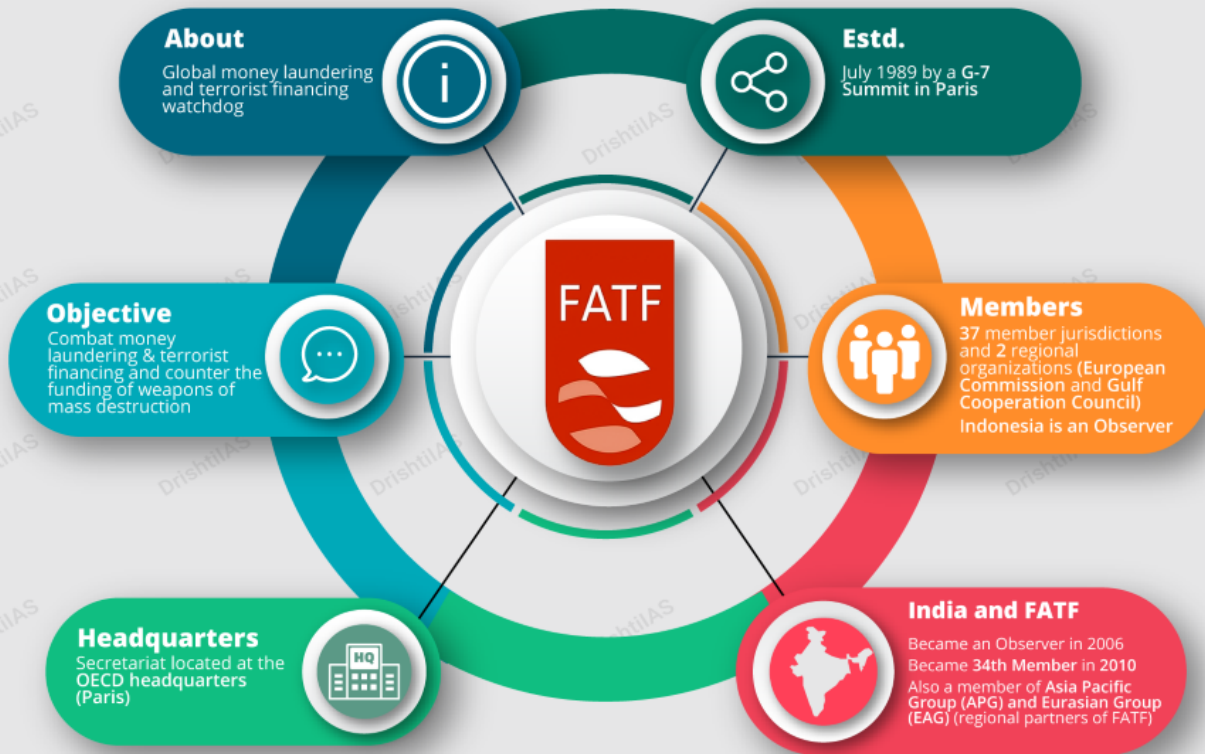 About
Global money laundering
and terrorist financing
watchdog
Estd.
July 1989 by a G-7
Summit in Paris
Objective
Combat money
laundering & terrorist
financing and counter the
funding of weapons of
mass destruction
FATF
Members
37 member jurisdictions
and 2 regional
organizations (European
Commission and Gulf
Cooperation Council)
Indonesia is an Observer
Headquarters
Secretariat located at the
OECD headquarters
(Paris)
HQ
India and FATF
Became an Observer in 2006
Became 34th Member in 2010
Also a member of Asia Pacific
Group (APG) and Eurasian Group
(EAG) (regional partners of FATF)
DrishtiIAS